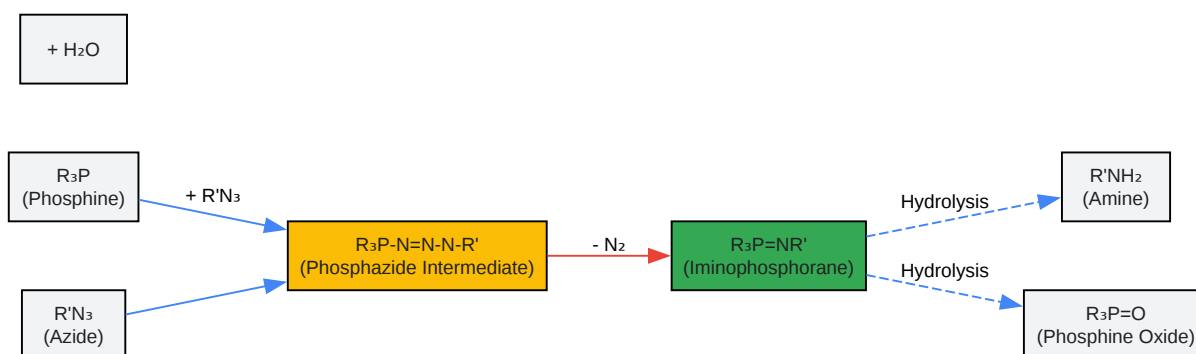 + H₂O
R₃P
(Phosphine)
+ R'N₃
R'N₃
(Azide)
R₃P-N=N-N-R'
(Phosphazide Intermediate)
- N₂
R₃P=NR'
(Iminophosphorane)
Hydrolysis
R'NH₂
(Amine)
Hydrolysis
R₃P=O
(Phosphine Oxide)